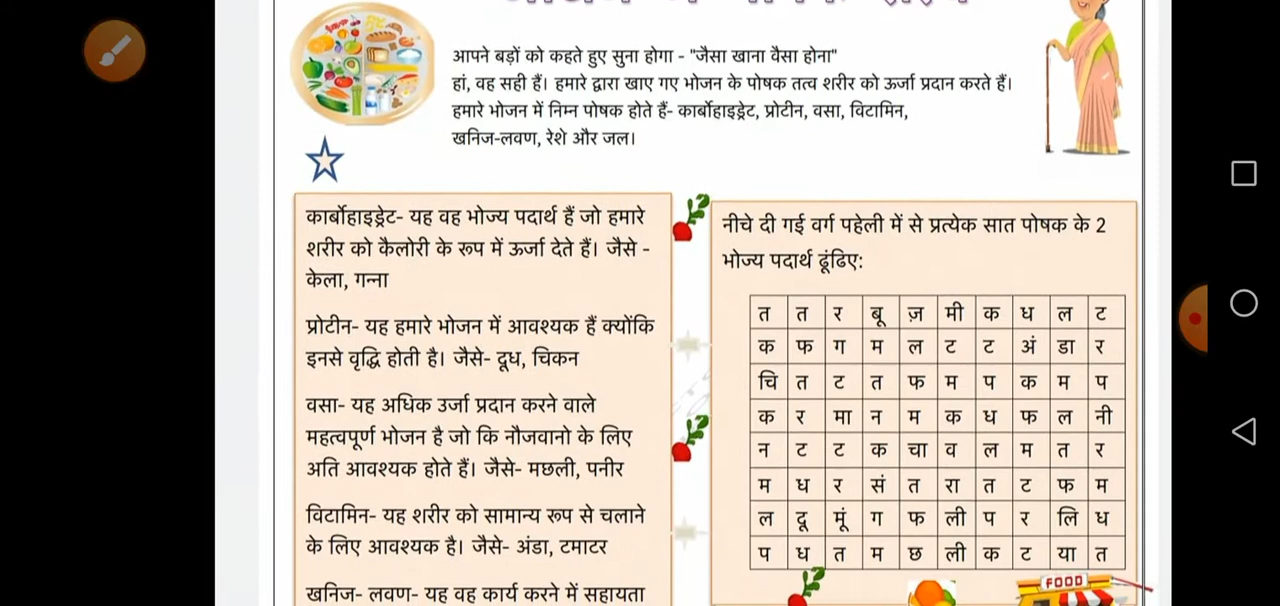 आपने बड़ों को कहते हुए सुना होगा - "जैसा खाना वैसा होना"
हां, वह सही हैं। हमारे द्वारा खाए गए भोजन के पोषक तत्व शरीर को ऊर्जा प्रदान करते हैं।
हमारे भोजन में निम्न पोषक होते हैं- कार्बोहाइड्रेट, प्रोटीन, वसा, विटामिन,
खनिज-लवण, रेशे और जल।
कार्बोहाइड्रेट- यह वह भोज्य पदार्थ हैं जो हमारे
शरीर को कैलोरी के रूप में ऊर्जा देते हैं। जैसे -
केला, गन्ना
प्रोटीन- यह हमारे भोजन में आवश्यक हैं क्योंकि
इनसे वृद्धि होती है। जैसे- दूध, चिकन
वसा- यह अधिक उर्जा प्रदान करने वाले
महत्वपूर्ण भोजन है जो कि नौजवानो के लिए
अति आवश्यक होते हैं। जैसे- मछली, पनीर
विटामिन- यह शरीर को सामान्य रूप से चलाने
के लिए आवश्यक है। जैसे- अंडा, टमाटर
खनिज- लवण- यह वह कार्य करने में सहायता
नीचे दी गई वर्ग पहेली में से प्रत्येक सात पोषक के 2
भोज्य पदार्थ ढूंढिए:
त त र बू ज़ मी क ध ल ट
क फ ग म ल ट ट अं डा र
चि त ट त फ म प क म प
क र मा न म क ध फ ल नी
न ट ट क चा व ल म त र
म ध र सं त रा त ट फ म
ल दू मूं ग फ ली प र लि ध
प ध त म छ ली क ट या त
FOOD